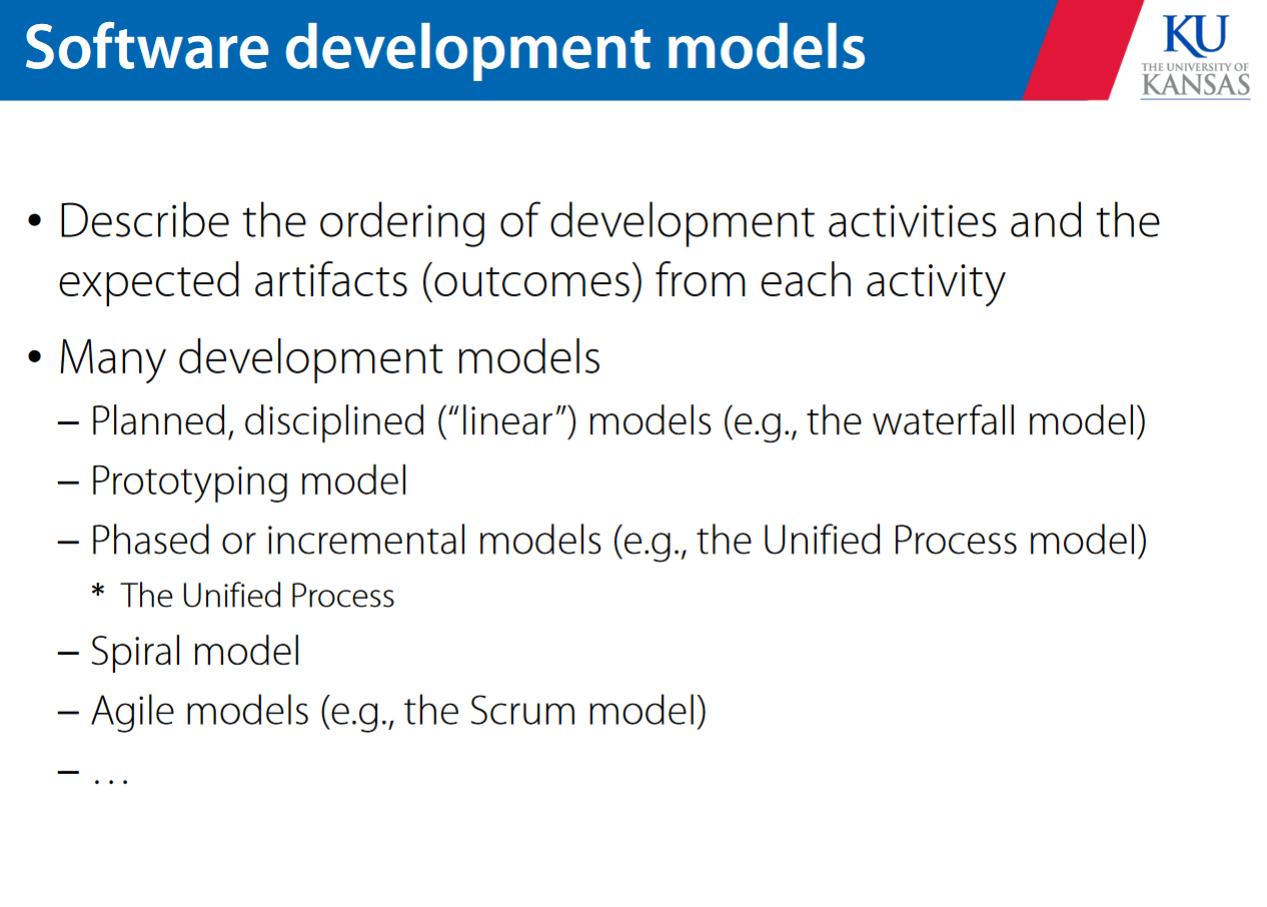 Software development models
KU
THE UNIVERSITY OF
KANSAS
• Describe the ordering of development activities and the
expected artifacts (outcomes) from each activity
• Many development models
– Planned, disciplined (“linear”) models (e.g., the waterfall model)
– Prototyping model
– Phased or incremental models (e.g., the Unified Process model)
* The Unified Process
– Spiral model
– Agile models (e.g., the Scrum model)
– …